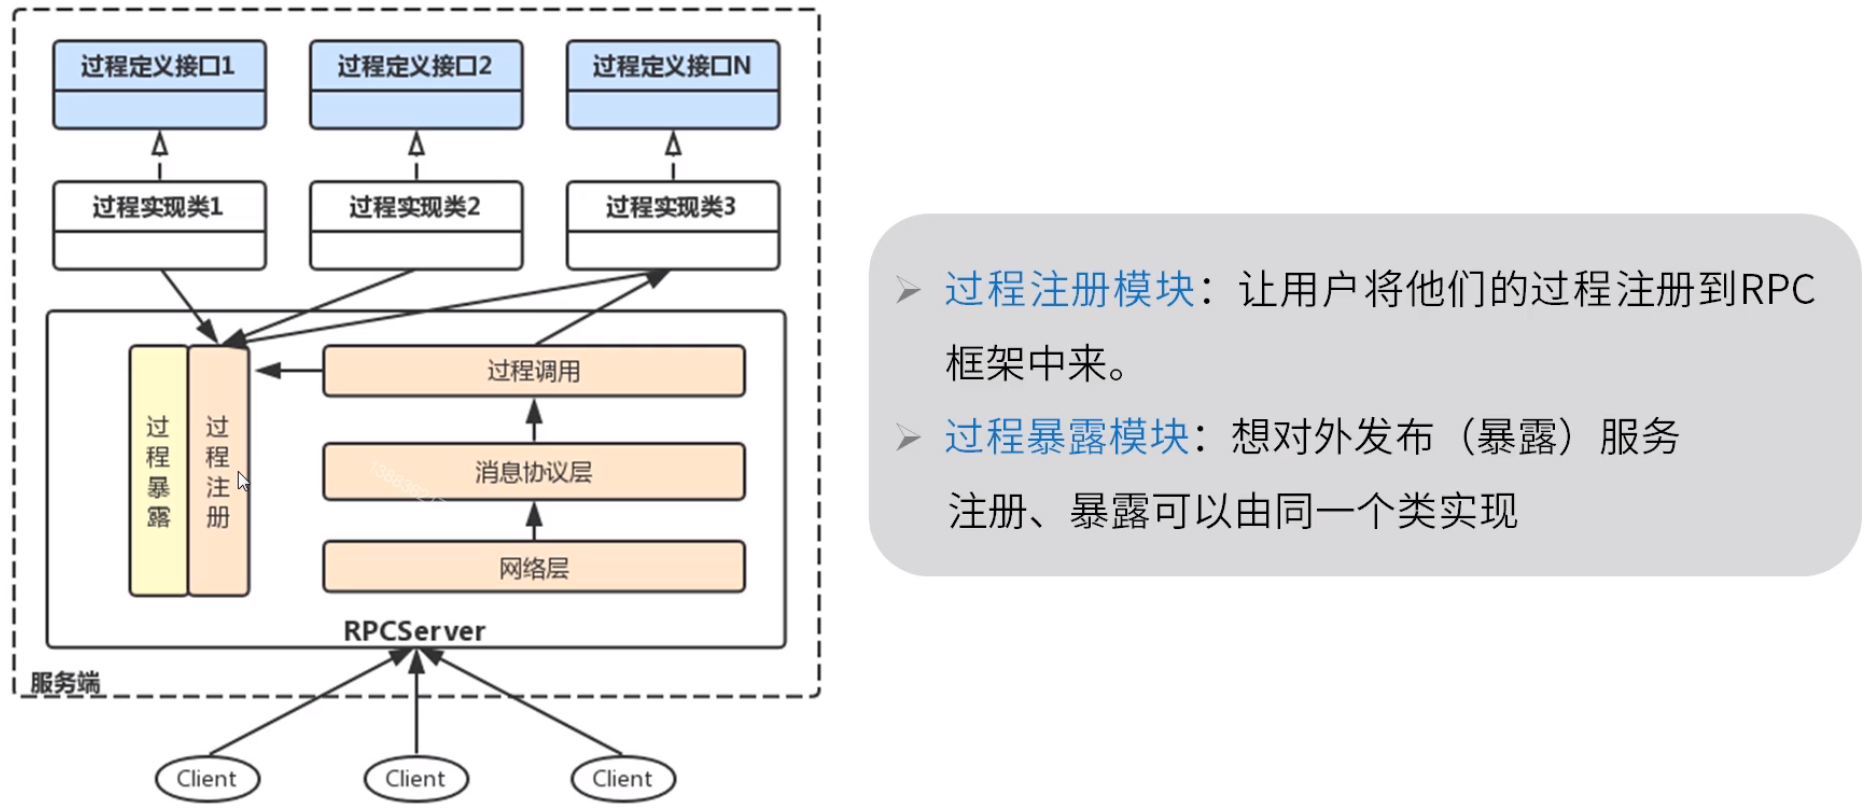 过程定义接口1
过程定义接口2
过程定义接口N
过程实现类1
过程实现类2
过程实现类3
过程暴露
过程注册
过程调用
消息协议层
网络层
RPCServer
服务端
Client
Client
Client
过程注册模块：让用户将他们的过程注册到RPC
框架中来。
过程暴露模块：想对外发布（暴露）服务
注册、暴露可以由同一个类实现